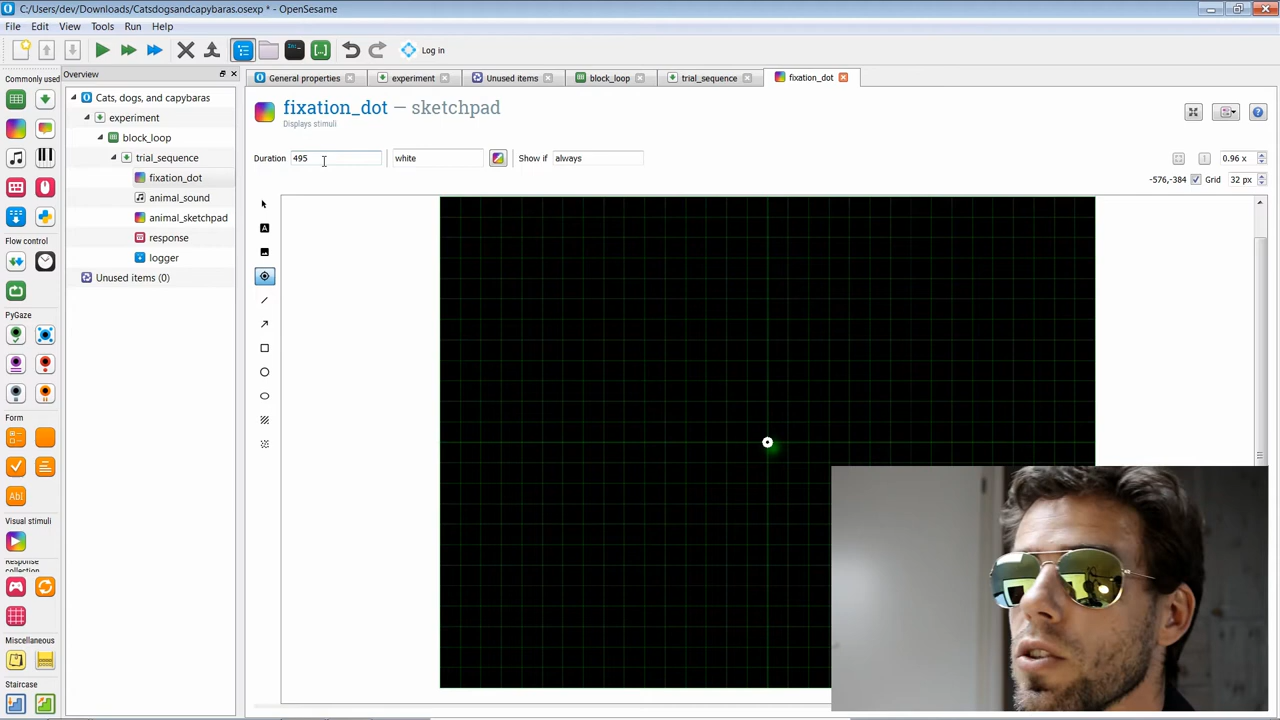 C:/Users/dev/Downloads/Catsdogsandcapybaras.osexp * - OpenSesame
File Edit View Tools Run Help
Log in
Commonly used
Overview
General properties
experiment
Unused items
block_loop
trial_sequence
fixation_dot
Cats, dogs, and capybaras
experiment
block_loop
trial_sequence
fixation_dot
animal_sound
animal_sketchpad
response
logger
Unused items (0)
fixation_dot — sketchpad
Displays stimuli
Duration 495 white Show if always 0.96 x
-576,-384 Grid 32 px
Flow control
PyGaze
Form
Visual stimuli
Response
collection
Miscellaneous
Staircase